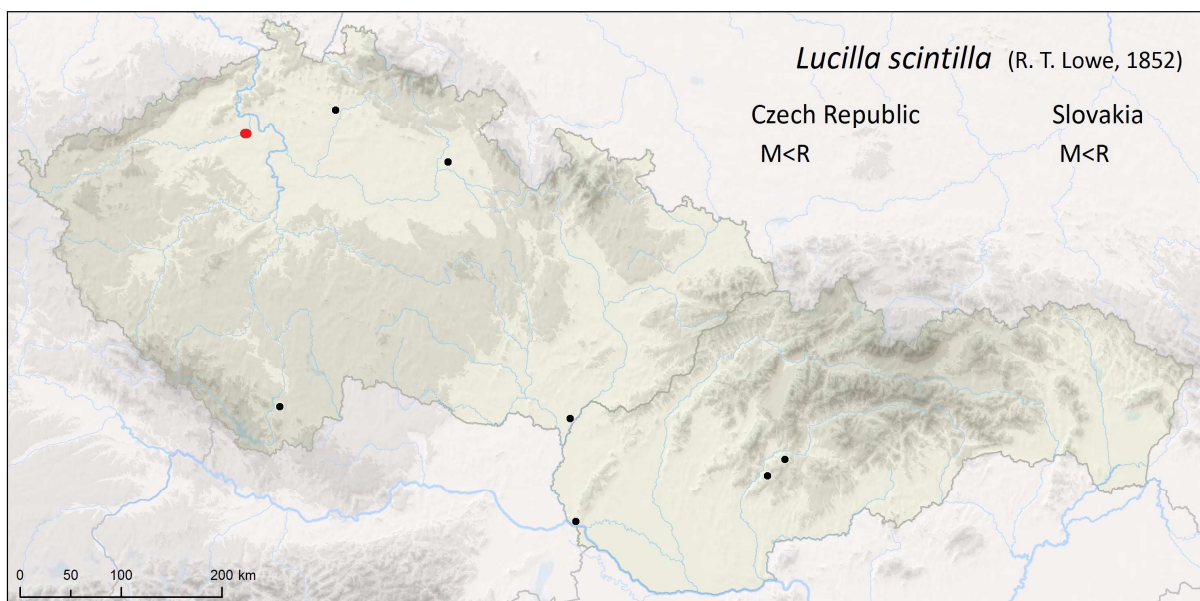 Lucilla scintilla (R. T. Lowe, 1852)
Czech Republic Slovakia
M<R M<R
0 50 100 200 km